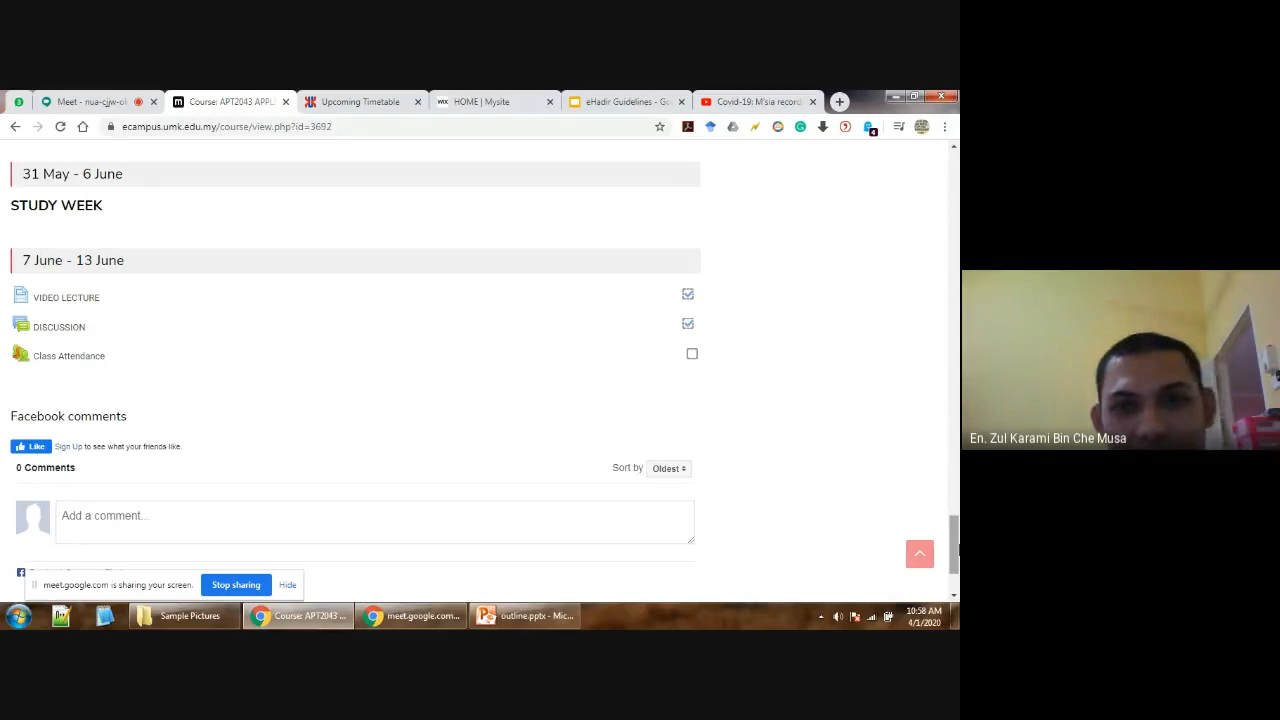 Meet - nua-cjjw-ol
Course: APT2043 APPL
Upcoming Timetable
HOME | Mysite
eHadir Guidelines - Go
Covid-19: M'sia record
ecampus.umk.edu.my/course/view.php?id=3692
4
31 May - 6 June
STUDY WEEK
7 June - 13 June
VIDEO LECTURE
DISCUSSION
Class Attendance
Facebook comments
Like Sign Up to see what your friends like.
0 Comments
Sort by Oldest
Add a comment...
meet.google.com is sharing your screen. Stop sharing Hide
Sample Pictures
Course: APT2043 ...
meet.google.com...
outline.pptx - Mic...
10:58 AM
4/1/2020
En. Zul Karami Bin Che Musa